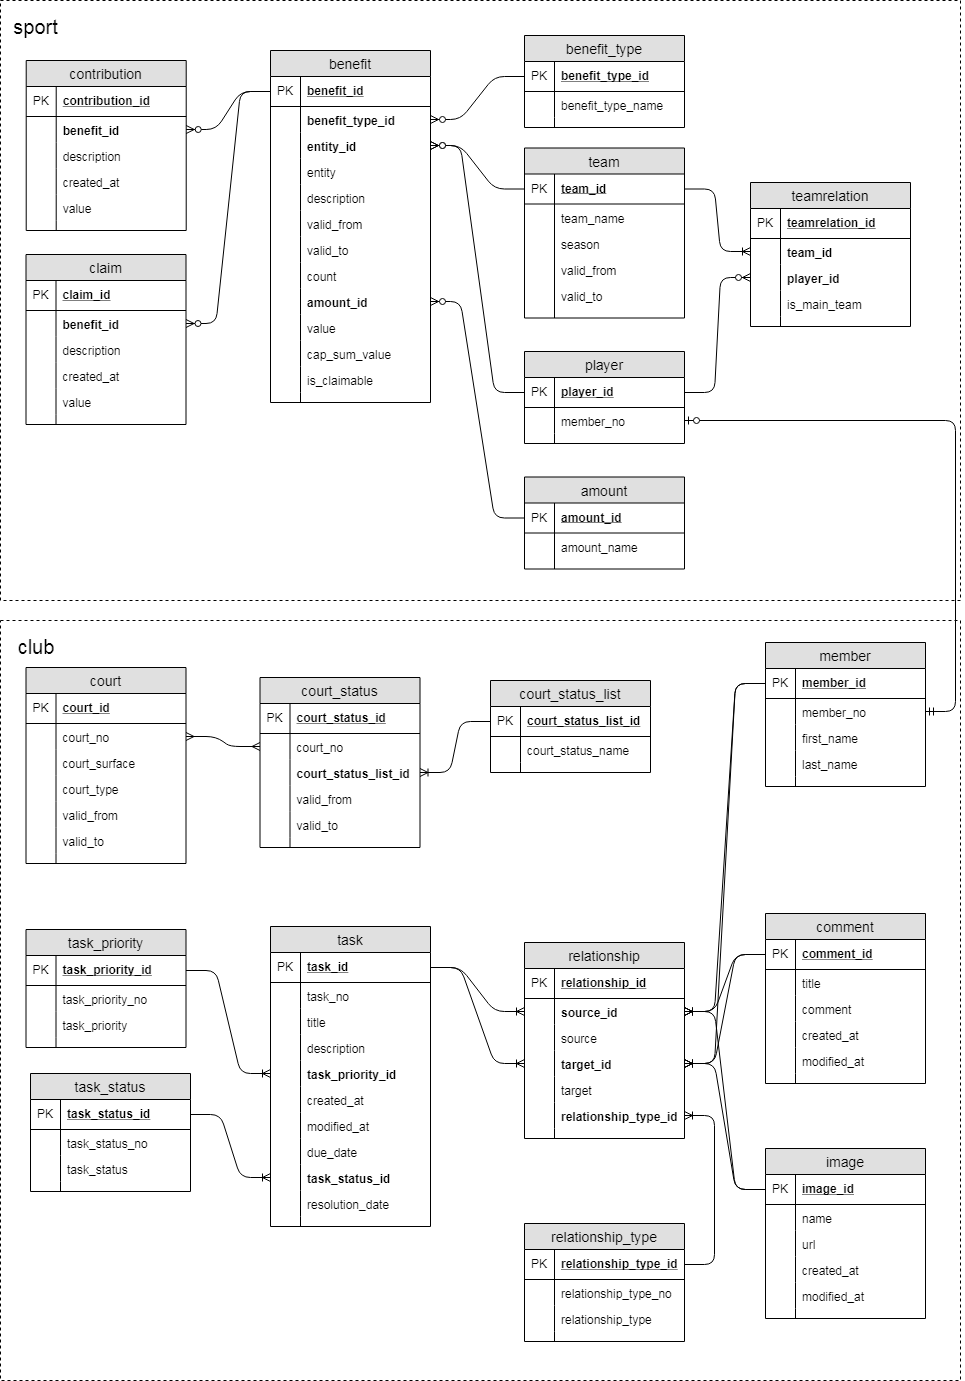 sport
contribution
PK contribution_id
benefit_id
description
created_at
value
claim
PK claim_id
benefit_id
description
created_at
value
benefit
PK benefit_id
benefit_type_id
entity_id
entity
description
valid_from
valid_to
count
amount_id
value
cap_sum_value
is_claimable
benefit_type
PK benefit_type_id
benefit_type_name
team
PK team_id
team_name
season
valid_from
valid_to
teamrelation
PK teamrelation_id
team_id
player_id
is_main_team
player
PK player_id
member_no
amount
PK amount_id
amount_name
club
court
PK court_id
court_no
court_surface
court_type
valid_from
valid_to
court_status
PK court_status_id
court_no
court_status_list_id
valid_from
valid_to
court_status_list
PK court_status_list_id
court_status_name
member
PK member_id
member_no
first_name
last_name
task_priority
PK task_priority_id
task_priority_no
task_priority
task_status
PK task_status_id
task_status_no
task_status
task
PK task_id
task_no
title
description
task_priority_id
created_at
modified_at
due_date
task_status_id
resolution_date
relationship
PK relationship_id
source_id
source
target_id
target
relationship_type_id
relationship_type
PK relationship_type_id
relationship_type_no
relationship_type
comment
PK comment_id
title
comment
created_at
modified_at
image
PK image_id
name
url
created_at
modified_at